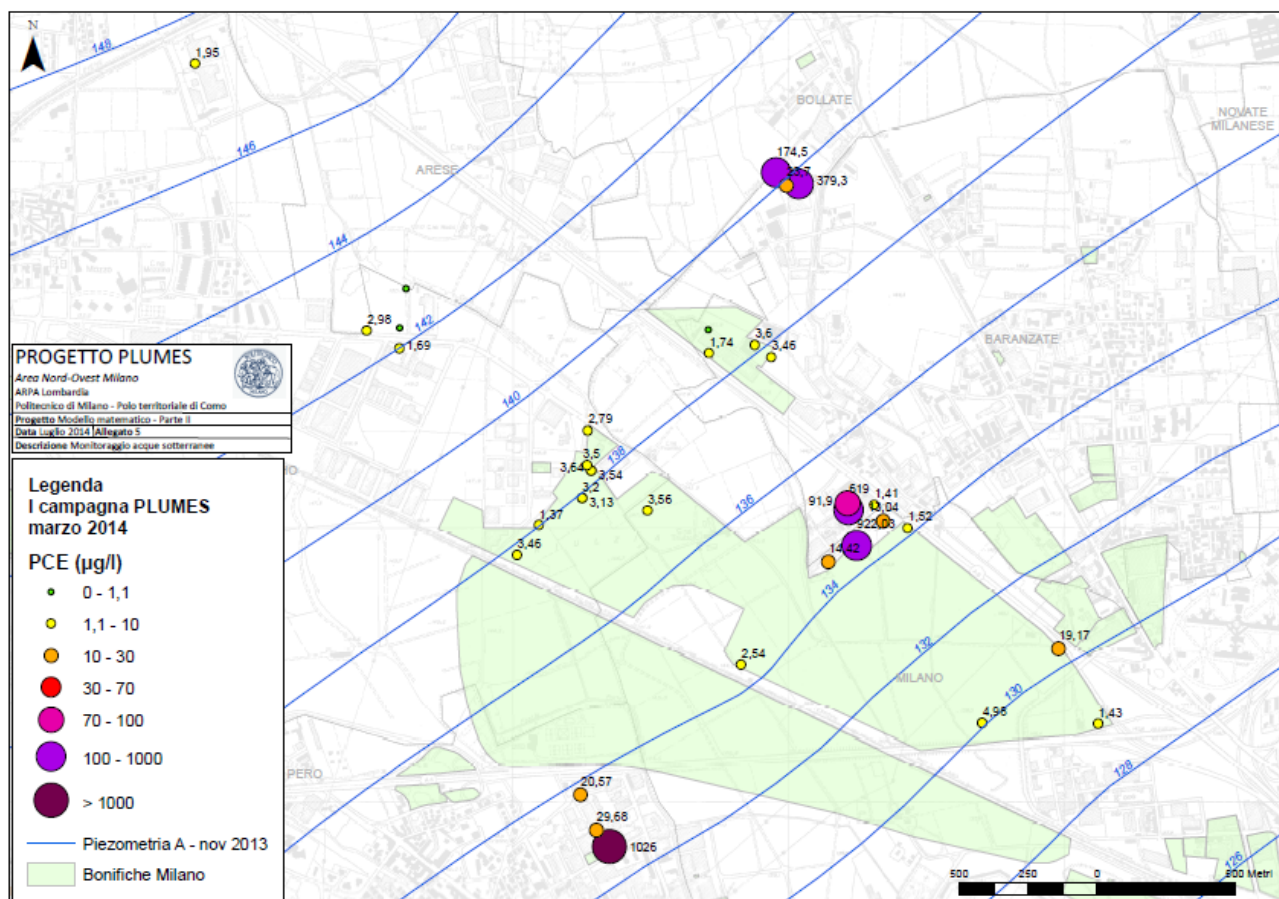 N
148
1,95
BOLLATE
NOVATE
MILANESE
146
ARESE
174,5
379,3
144
142
2,98
1,69
3,6
1,74
3,46
BARANZATE
140
PROGETTO PLUMES
Area Nord-Ovest Milano
ARPA Lombardia
Politecnico di Milano - Polo territoriale di Como
Progetto Modello matematico - Parte II
Data Luglio 2014 Allegato 5
Descrizione Monitoraggio acque sotterranee
2,79
138
3,5
3,64
3,54
3,2
3,13
3,56
1,37
3,46
136
519
91,9
1,41
13,04
922,03
1,52
14,42
134
Legenda
I campagna PLUMES
marzo 2014
PCE (µg/l)
0 - 1,1
1,1 - 10
10 - 30
30 - 70
70 - 100
100 - 1000
> 1000
Piezometria A - nov 2013
Bonifiche Milano
19,17
132
2,54
MILANO
130
4,98
1,43
128
PERO
20,57
29,68
1026
126
500 250 0 500 Metri